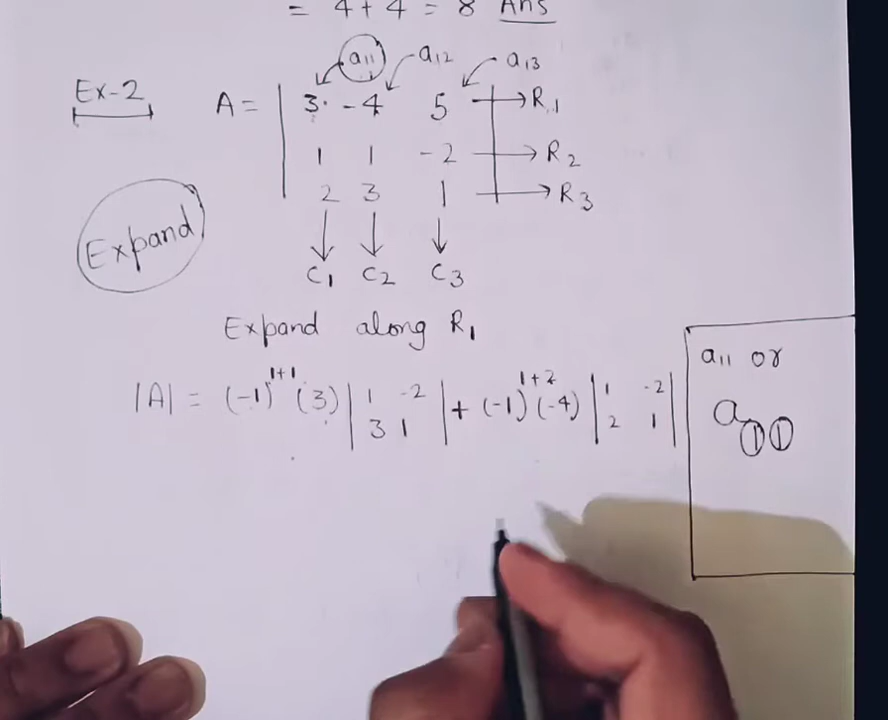 = 4+4 = 8 Ans
a11 a12 a13
Ex-2 A = | 3 -4 5 | → R1
1 1 -2 → R2
2 3 1 → R3
Expand
↓ ↓ ↓
C1 C2 C3
Expand along R1
|A| = (-1)^1+1 (3) | 1 -2 | + (-1)^1+2 (-4) | 1 -2 |
3 1 2 1
a11 or
a11